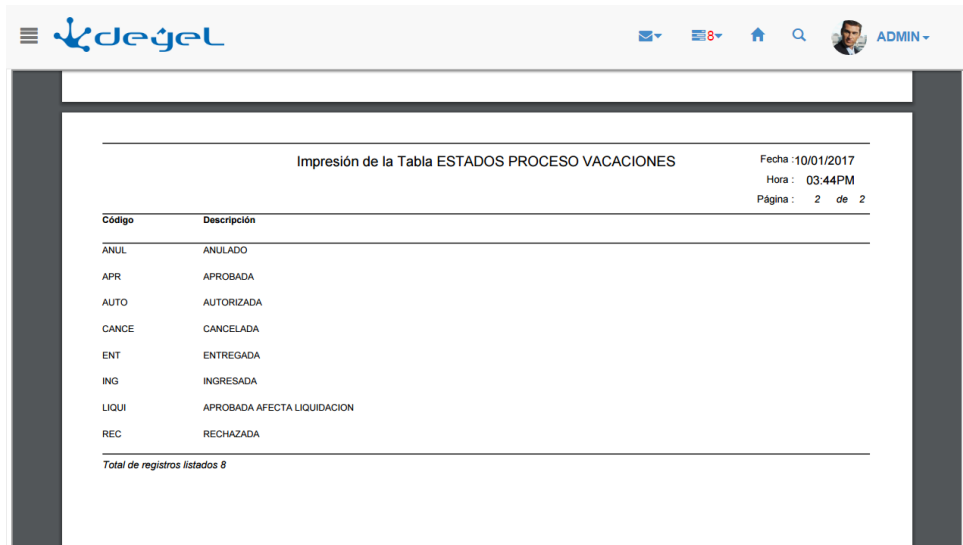 deyel
8
ADMIN
Impresión de la Tabla ESTADOS PROCESO VACACIONES
Fecha :10/01/2017
Hora : 03:44PM
Página : 2 de 2
Código Descripción
ANUL ANULADO
APR APROBADA
AUTO AUTORIZADA
CANCE CANCELADA
ENT ENTREGADA
ING INGRESADA
LIQUI APROBADA AFECTA LIQUIDACION
REC RECHAZADA
Total de registros listados 8